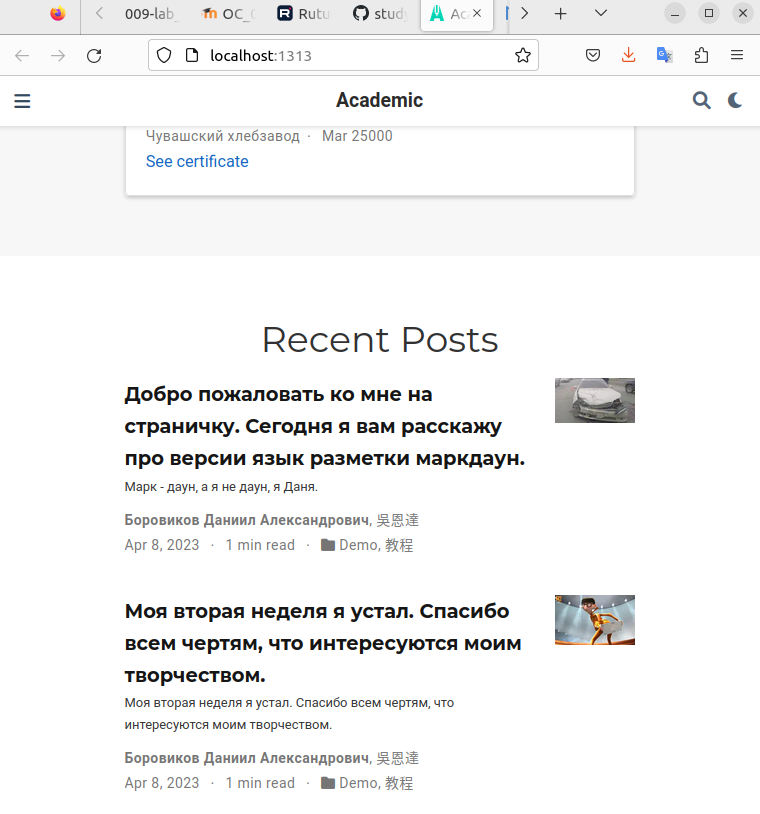 009-lab_
OC_
Rutu
study
Ac
localhost:1313
Academic
Чувашский хлебзавод · Mar 25000
See certificate
Recent Posts
Добро пожаловать ко мне на
страничку. Сегодня я вам расскажу
про версии язык разметки маркдаун.
Марк - даун, а я не даун, я Даня.
Боровиков Даниил Александрович, 吳恩達
Apr 8, 2023 · 1 min read · Demo, 教程
Моя вторая неделя я устал. Спасибо
всем чертям, что интересуются моим
творчеством.
Моя вторая неделя я устал. Спасибо всем чертям, что
интересуются моим творчеством.
Боровиков Даниил Александрович, 吳恩達
Apr 8, 2023 · 1 min read · Demo, 教程